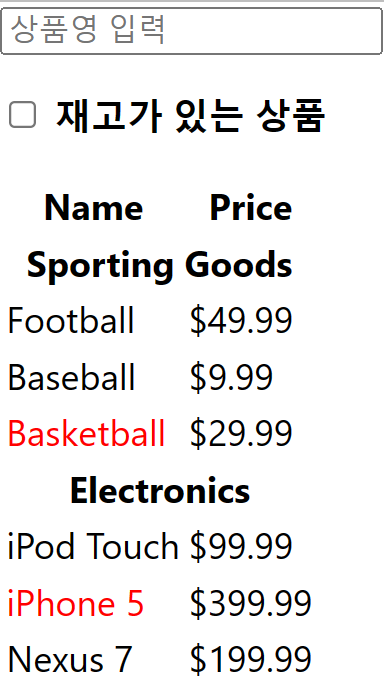 상품명 입력
재고가 있는 상품
Name Price
Sporting Goods
Football $49.99
Baseball $9.99
Basketball $29.99
Electronics
iPod Touch $99.99
iPhone 5 $399.99
Nexus 7 $199.99